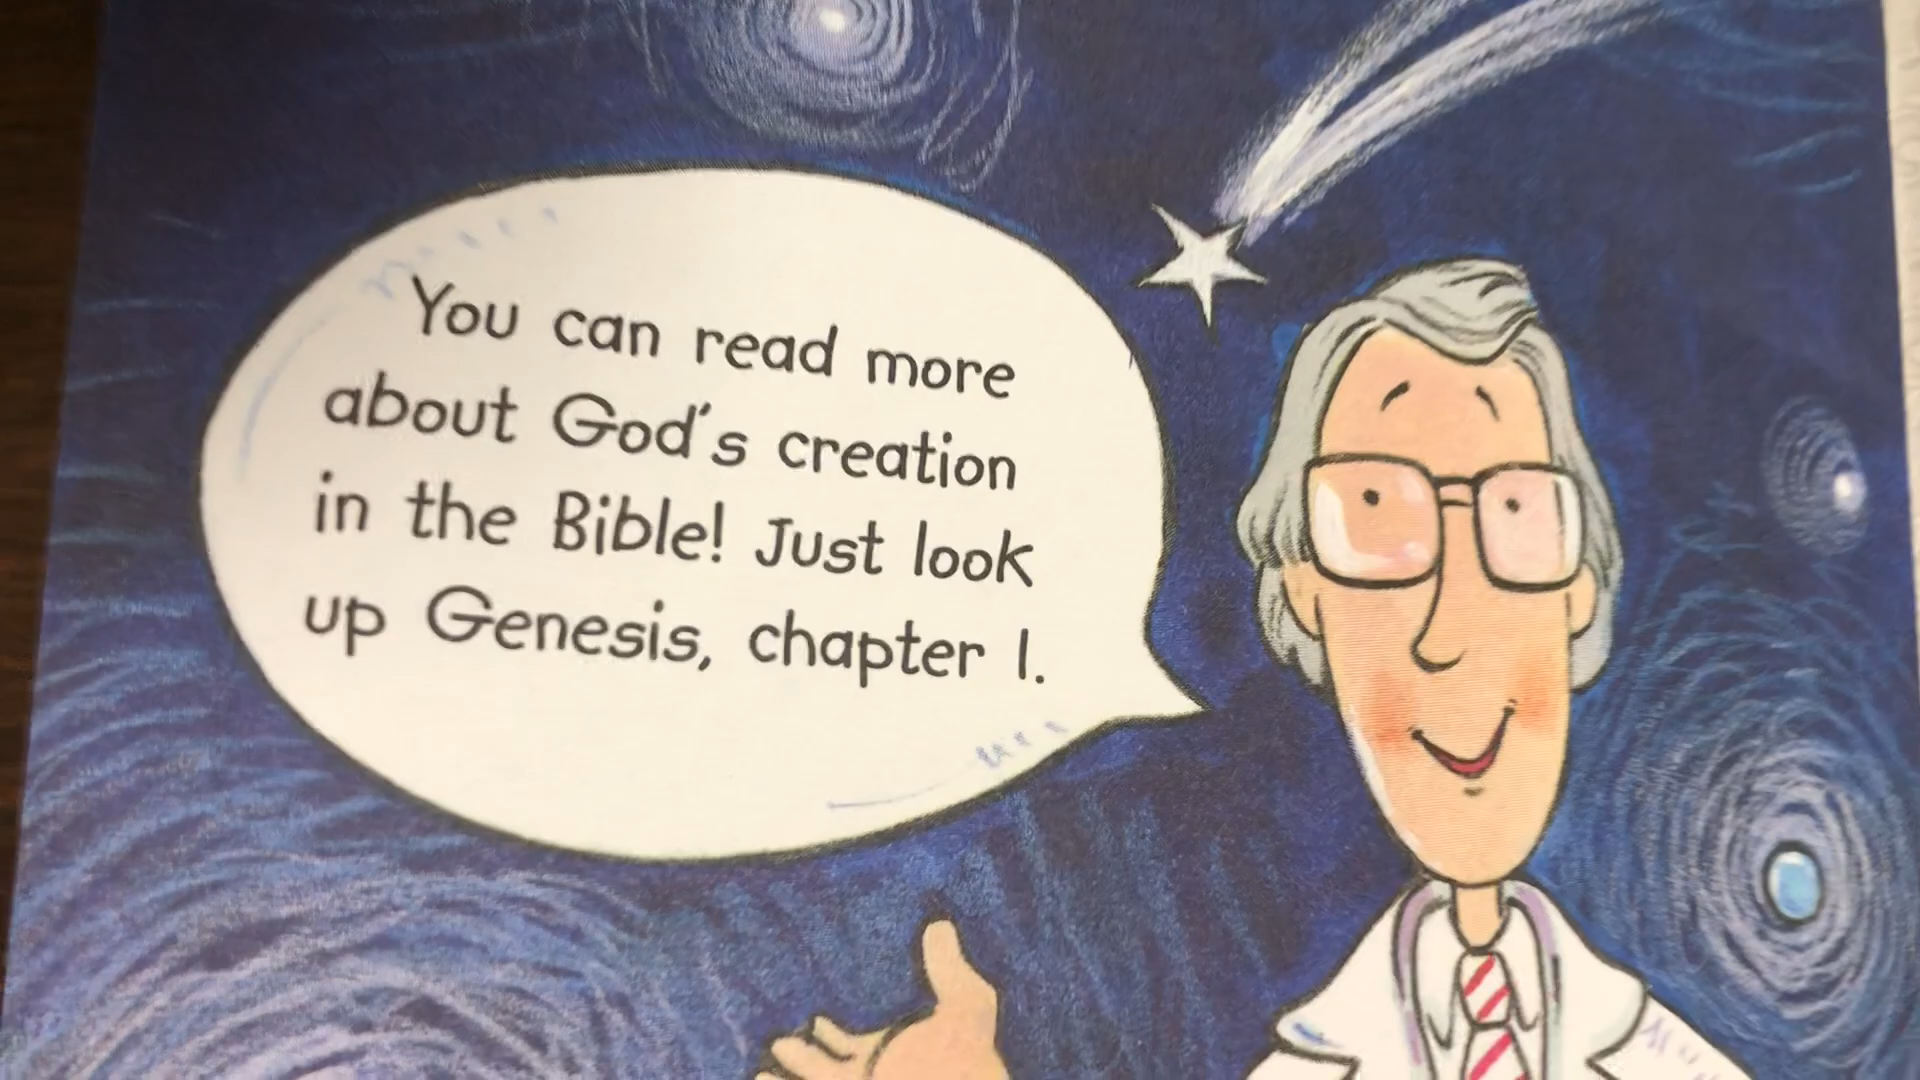 You can read more
about God's creation
in the Bible! Just look
up Genesis, chapter 1.